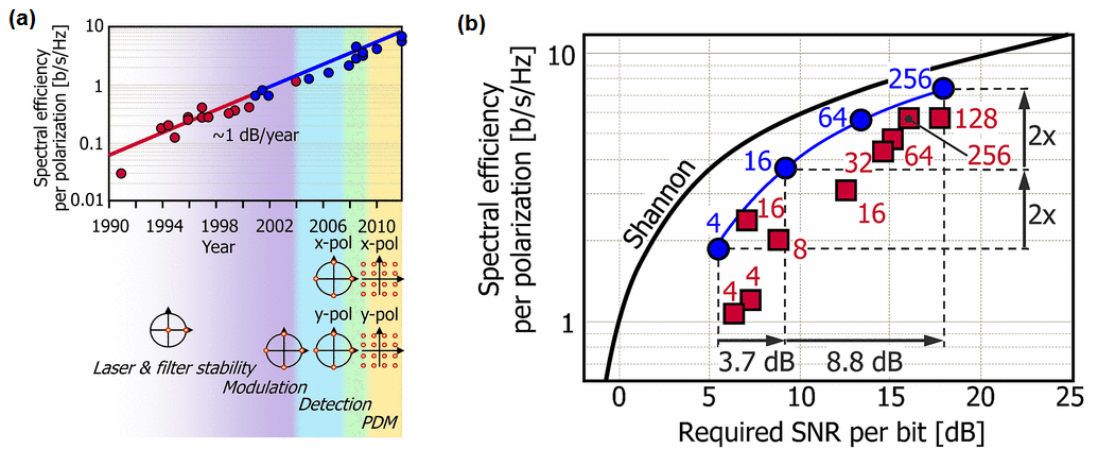 (a)
Spectral efficiency
per polarization [b/s/Hz]
10
1
0.1
0.01
~1 dB/year
1990 1994 1996 2002 2006 2010
Year
x-pol x-pol
y-pol y-pol
Laser & filter stability
Modulation
Detection
PDM
(b)
Spectral efficiency
per polarization [b/s/Hz]
10
1
Shannon
256
64
16
4
128
256
64
32
16
16
8
4
4
2x
2x
3.7 dB 8.8 dB
0 5 10 15 20 25
Required SNR per bit [dB]